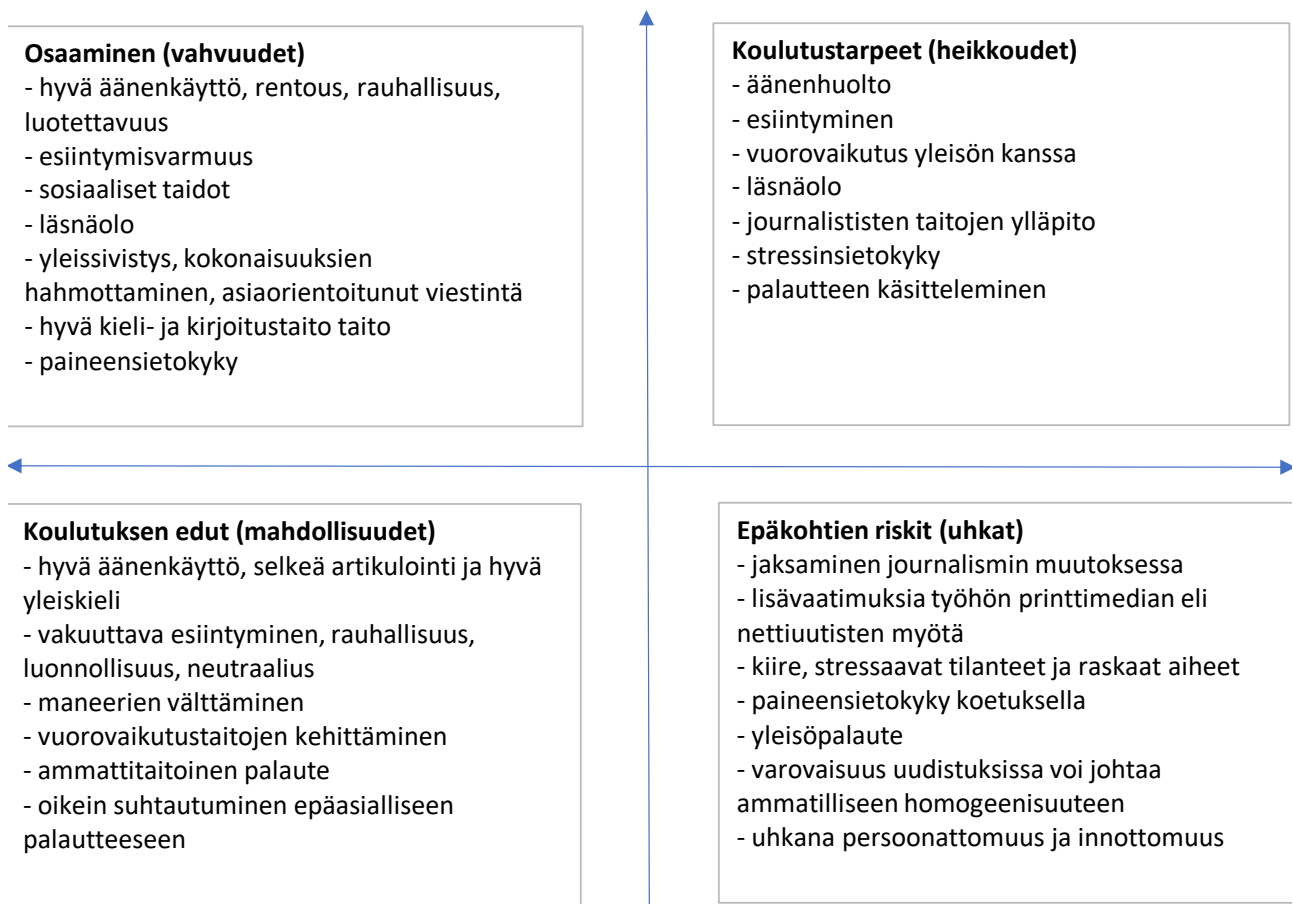 Osaaminen (vahvuudet)
- hyvä äänenkäyttö, rentous, rauhallisuus,
luotettavuus
- esiintymisvarmuus
- sosiaaliset taidot
- läsnäolo
- yleissivistys, kokonaisuuksien
hahmottaminen, asiaorientoitunut viestintä
- hyvä kieli- ja kirjoitustaito taito
- paineensietokyky
Koulutustarpeet (heikkoudet)
- äänenhuolto
- esiintyminen
- vuorovaikutus yleisön kanssa
- läsnäolo
- journalististen taitojen ylläpito
- stressinsietokyky
- palautteen käsitteleminen
Koulutuksen edut (mahdollisuudet)
- hyvä äänenkäyttö, selkeä artikulointi ja hyvä
yleiskieli
- vakuuttava esiintyminen, rauhallisuus,
luonnollisuus, neutraalius
- maneerien välttäminen
- vuorovaikutustaitojen kehittäminen
- ammattitaitoinen palaute
- oikein suhtautuminen epäasialliseen
palautteeseen
Epäkohtien riskit (uhkat)
- jaksaminen journalismin muutoksessa
- lisävaatimuksia työhön printtimedian eli
nettiuutisten myötä
- kiire, stressaavat tilanteet ja raskaat aiheet
- paineensietokyky koetuksella
- yleisöpalaute
- varovaisuus uudistuksissa voi johtaa
ammatilliseen homogeenisuuteen
- uhkana persoonattomuus ja innottomuus